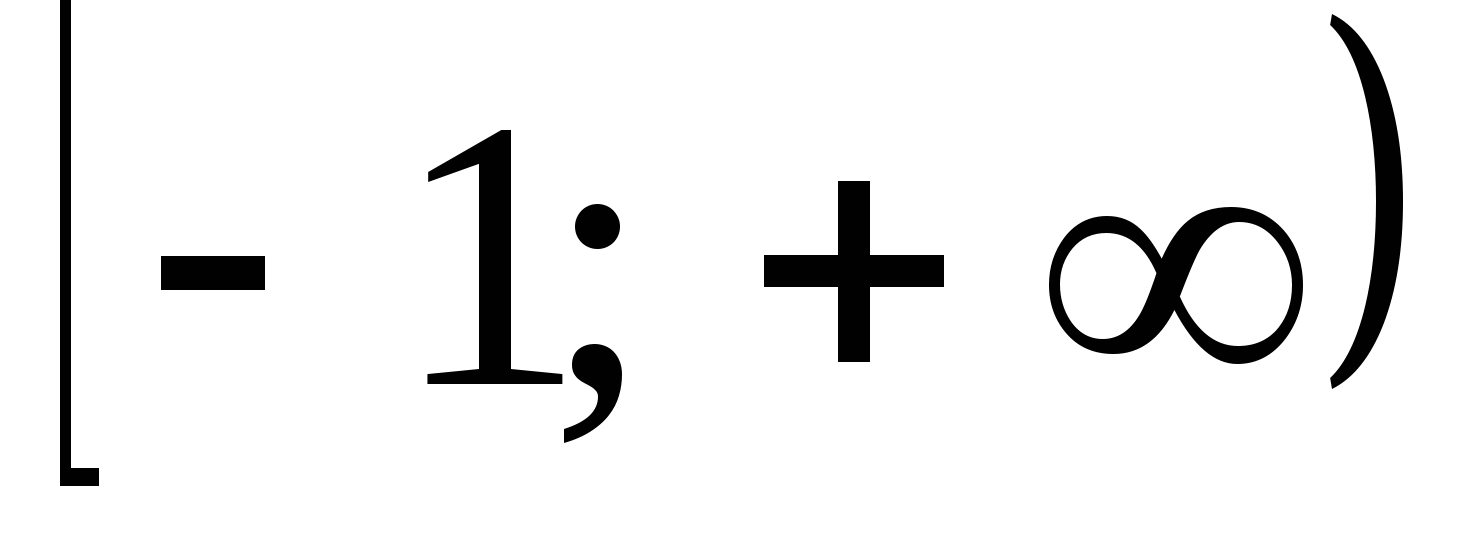 [- 1; + ∞)